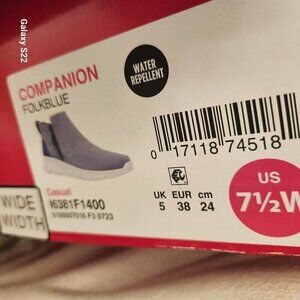 Galaxy S22
COMPANION
FOLKBLUE
WATER
REPELLENT
0 17118 74518
Casual
I6381F1400
UK EUR cm
5 38 24
US
7½W
WIDE
WIDTH